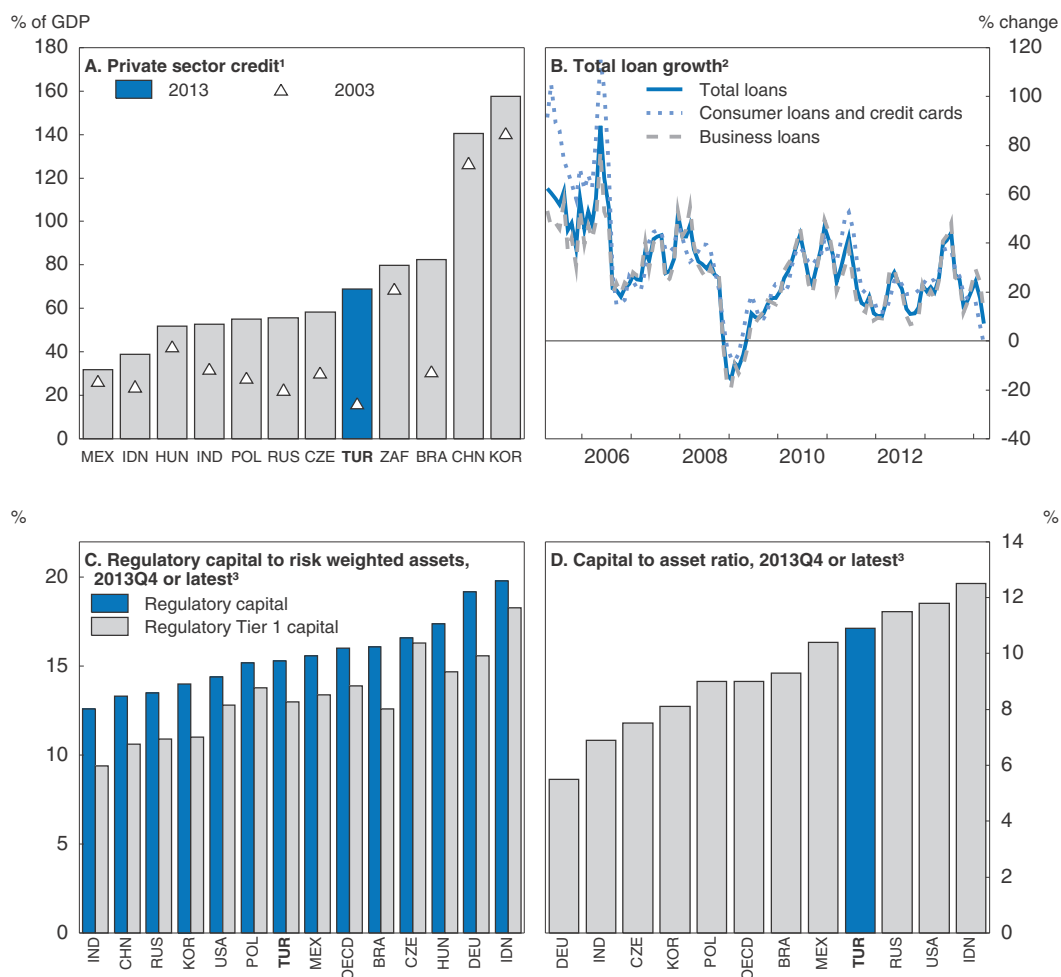 % of GDP
% change
A. Private sector credit¹
2013
2003
180
160
140
120
100
80
60
40
20
0
MEX IDN HUN IND POL RUS CZE TUR ZAF BRA CHN KOR
B. Total loan growth²
Total loans
Consumer loans and credit cards
Business loans
120
100
80
60
40
20
0
-20
-40
2006 2008 2010 2012
%
%
C. Regulatory capital to risk weighted assets,
2013Q4 or latest³
Regulatory capital
Regulatory Tier 1 capital
20
15
10
5
0
IND CHN RUS KOR USA POL TUR MEX OECD BRA CZE HUN DEU IDN
D. Capital to asset ratio, 2013Q4 or latest³
14
12
10
8
6
4
2
0
DEU IND CZE KOR POL OECD BRA MEX TUR RUS USA IDN